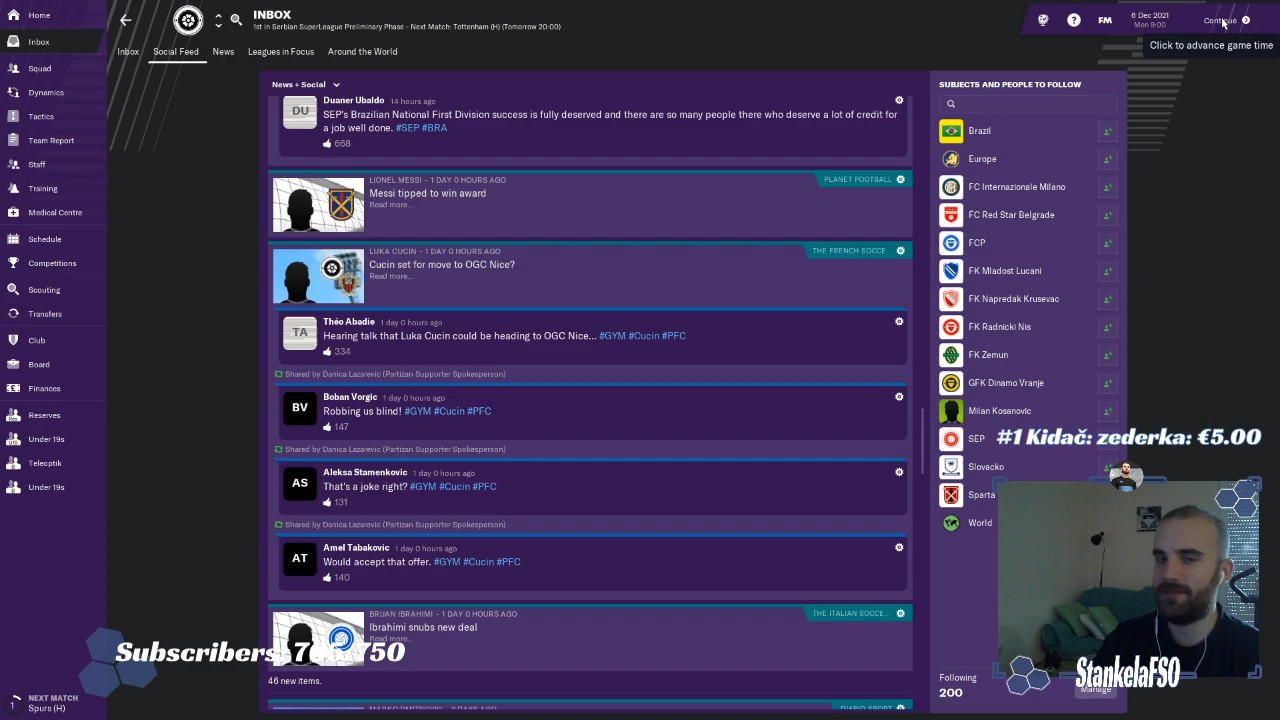 Home
Inbox
Squad
Dynamics
Tactics
Team Report
Staff
Training
Medical Centre
Schedule
Competitions
Scouting
Transfers
Club
Board
Finances
Reserves
Under 19s
Teleoptik
Under 19s
NEXT MATCH
Spurs (H)
1
INBOX
1st in Serbian SuperLeague Preliminary Phase - Next Match: Tottenham (H) (Tomorrow 20:00)
FM
6 Dec 2021
Mon 9:00
Continue
Click to advance game time
Inbox
Social Feed
News
Leagues in Focus
Around the World
News + Social
DU
Duaner Ubaldo 14 hours ago
SEP's Brazilian National First Division success is fully deserved and there are so many people there who deserve a lot of credit for
a job well done. #SEP #BRA
668
LIONEL MESSI - 1 DAY 0 HOURS AGO
PLANET FOOTBALL
Messi tipped to win award
Read more...
LUKA CUCIN - 1 DAY 0 HOURS AGO
THE FRENCH SOCCE...
Cucin set for move to OGC Nice?
Read more...
TA
Théo Abadie 1 day 0 hours ago
Hearing talk that Luka Cucin could be heading to OGC Nice... #GYM #Cucin #PFC
334
Shared by Danica Lazarevic (Partizan Supporter Spokesperson)
BV
Boban Vorgic 1 day 0 hours ago
Robbing us blind! #GYM #Cucin #PFC
147
Shared by Danica Lazarevic (Partizan Supporter Spokesperson)
AS
Aleksa Stamenkovic 1 day 0 hours ago
That's a joke right? #GYM #Cucin #PFC
131
Shared by Danica Lazarevic (Partizan Supporter Spokesperson)
AT
Amel Tabakovic 1 day 0 hours ago
Would accept that offer. #GYM #Cucin #PFC
140
BRIJAN IBRAHIMI - 1 DAY 0 HOURS AGO
THE ITALIAN SOCCE...
Ibrahimi snubs new deal
Read more...
46 new items.
SUBJECTS AND PEOPLE TO FOLLOW
Brazil
Europe
FC Internazionale Milano
FC Red Star Belgrade
FCP
FK Mladost Lucani
FK Napredak Krusevac
FK Radnicki Nis
FK Zemun
GFK Dinamo Vranje
Milan Kosanovic
SEP
Slovacko
Sparta
World
Following
200
Manage
#1 Kidač: zederka: €5.00
StankelaFSO